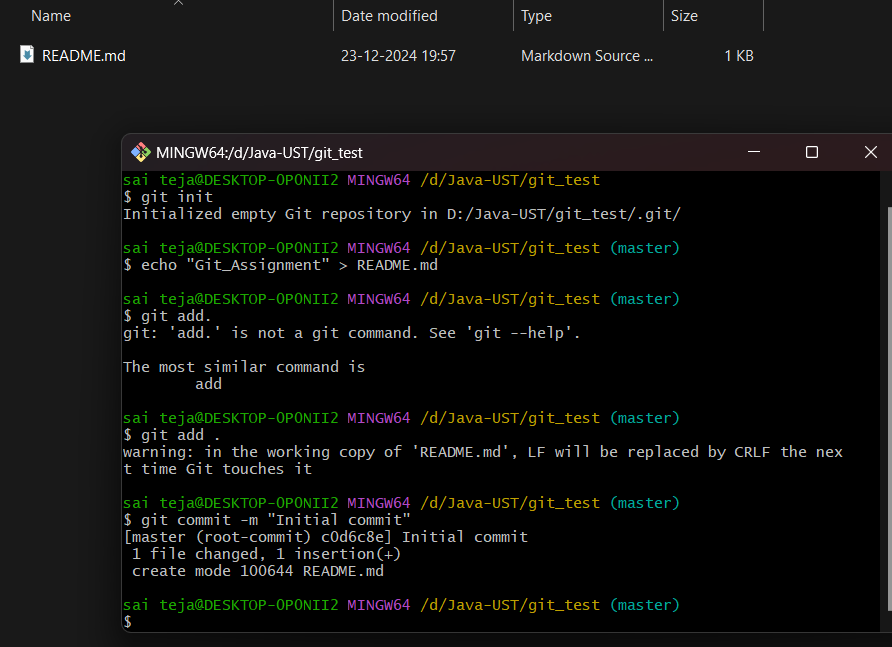 Name Date modified Type Size
README.md 23-12-2024 19:57 Markdown Source ... 1 KB
MINGW64:/d/Java-UST/git_test
sai teja@DESKTOP-OPONII2 MINGW64 /d/Java-UST/git_test
$ git init
Initialized empty Git repository in D:/Java-UST/git_test/.git/
sai teja@DESKTOP-OPONII2 MINGW64 /d/Java-UST/git_test (master)
$ echo "Git_Assignment" > README.md
sai teja@DESKTOP-OPONII2 MINGW64 /d/Java-UST/git_test (master)
$ git add.
git: 'add.' is not a git command. See 'git --help'.
The most similar command is
add
sai teja@DESKTOP-OPONII2 MINGW64 /d/Java-UST/git_test (master)
$ git add .
warning: in the working copy of 'README.md', LF will be replaced by CRLF the nex
t time Git touches it
sai teja@DESKTOP-OPONII2 MINGW64 /d/Java-UST/git_test (master)
$ git commit -m "Initial commit"
[master (root-commit) c0d6c8e] Initial commit
1 file changed, 1 insertion(+)
create mode 100644 README.md
sai teja@DESKTOP-OPONII2 MINGW64 /d/Java-UST/git_test (master)
$